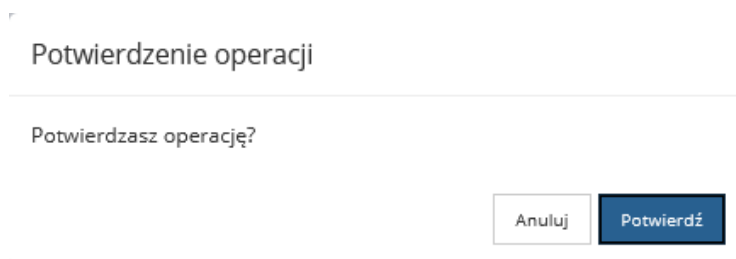 Potwierdzenie operacji
Potwierdzasz operację?
Anuluj
Potwierdź